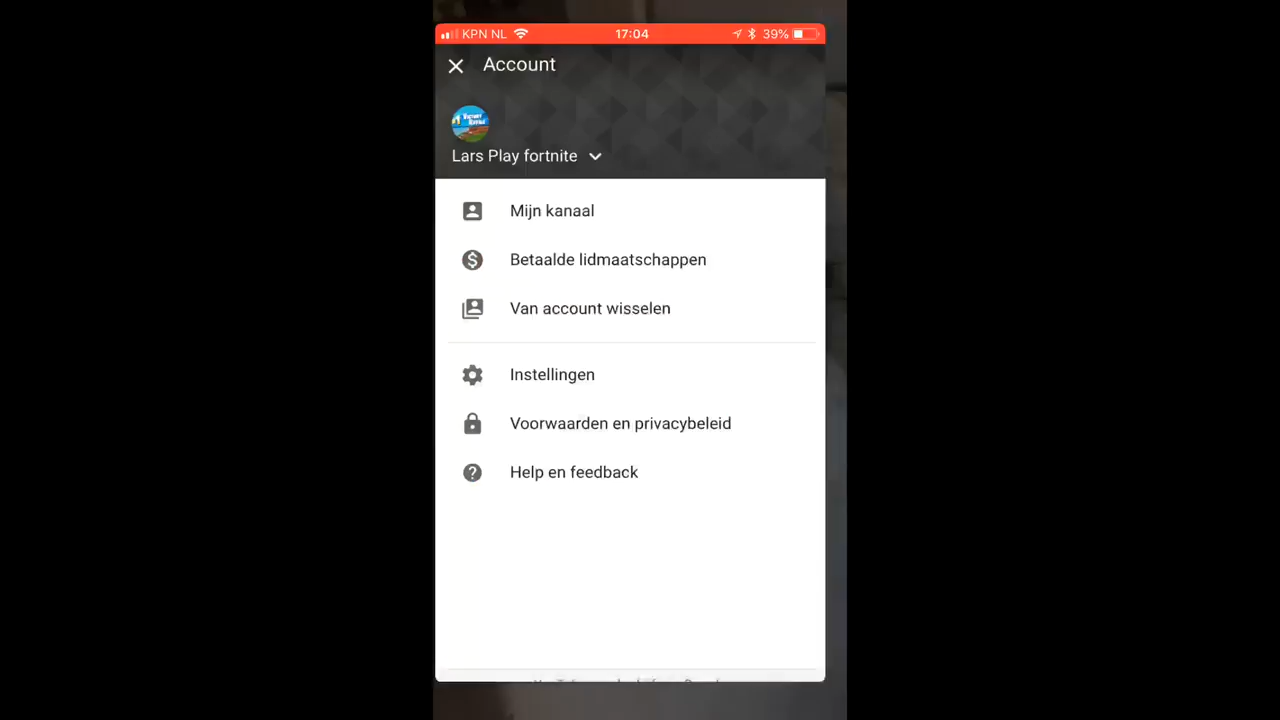 KPN NL 17:04 39%
Account
Lars Play fortnite
Mijn kanaal
Betaalde lidmaatschappen
Van account wisselen
Instellingen
Voorwaarden en privacybeleid
Help en feedback